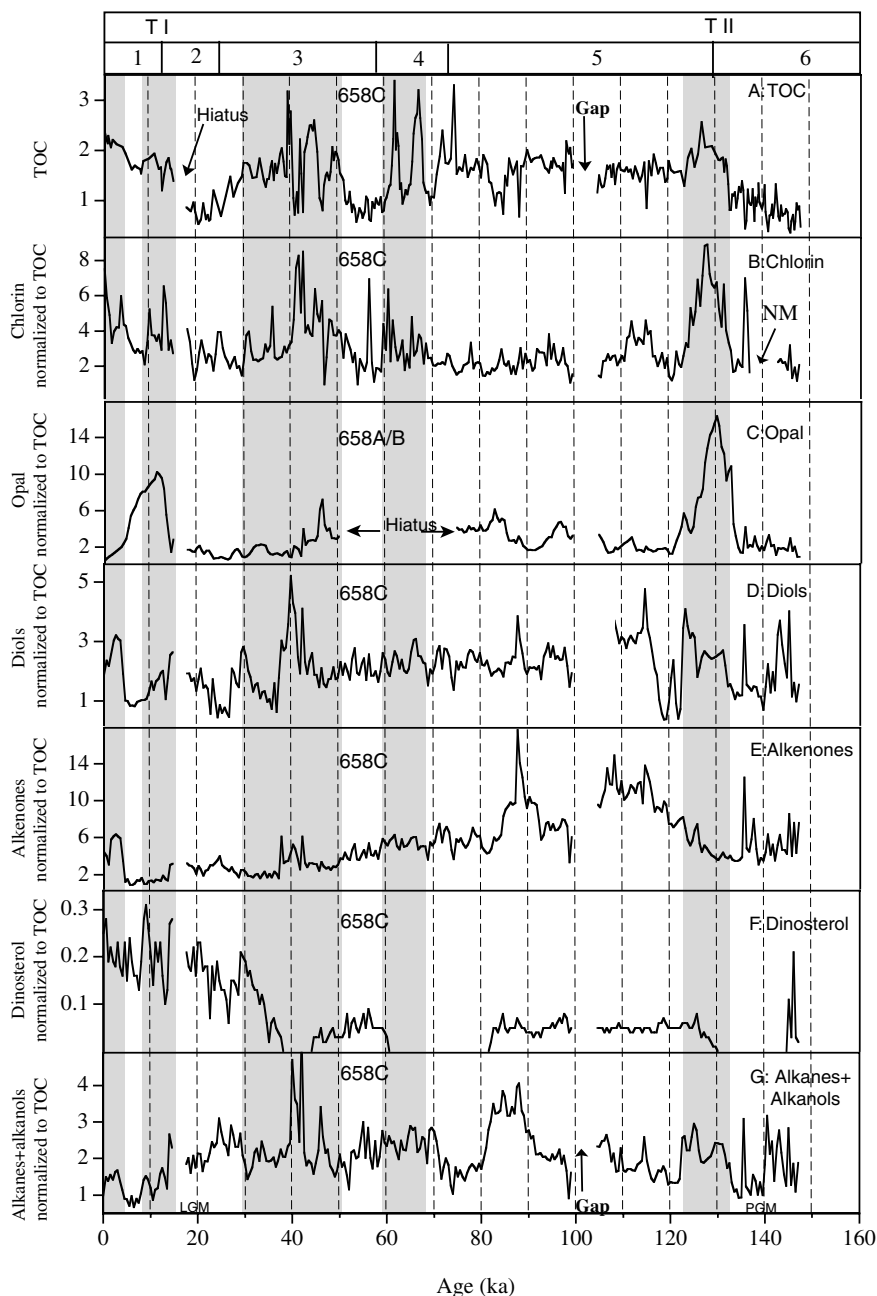 T I T II
1 2 3 4 5 6
658C
A:TOC
Hiatus
Gap
TOC
3
2
1
658C
B:Chlorin
NM
Chlorin
normalized to TOC
8
6
4
2
658A/B
C:Opal
Hiatus
Opal
normalized to TOC
14
10
6
2
658C
D:Diols
Diols
normalized to TOC
5
3
1
658C
E:Alkenones
Alkenones
normalized to TOC
14
10
6
2
658C
F:Dinosterol
Dinosterol
normalized to TOC
0.3
0.2
0.1
658C
G: Alkanes+
Alkanols
Alkanes+alkanols
normalized to TOC
4
3
2
1
LGM
Gap
PGM
0 20 40 60 80 100 120 140 160
Age (ka)